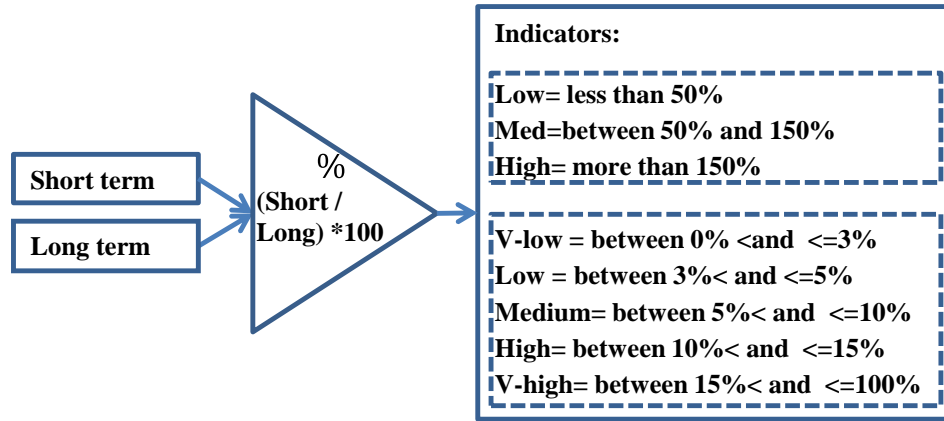 Short term
Long term
%
(Short /
Long) *100
Indicators:
Low= less than 50%
Med=between 50% and 150%
High= more than 150%
V-low = between 0% <and <=3%
Low = between 3%< and <=5%
Medium= between 5%< and <=10%
High= between 10%< and <=15%
V-high= between 15%< and <=100%